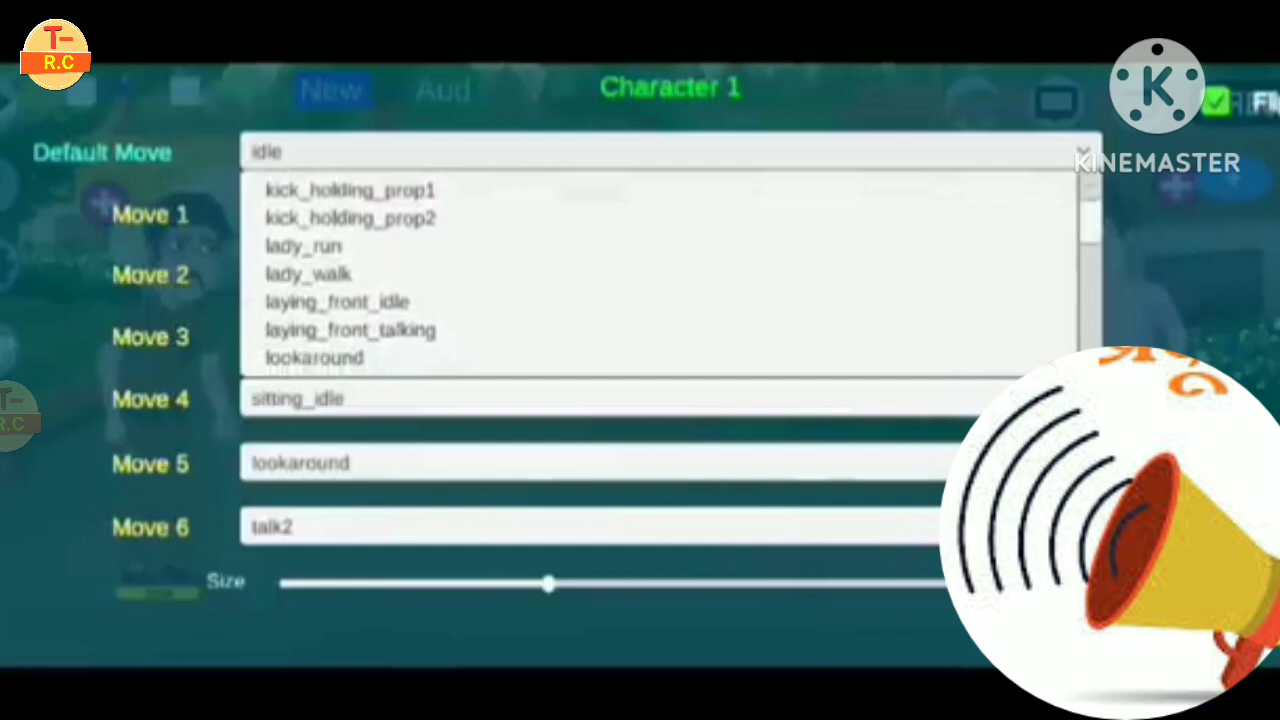 T-
R.C
New
Aud
Character 1
K
KINEMASTER
Default Move
idle
kick_holding_prop1
kick_holding_prop2
lady_run
lady_walk
laying_front_idle
laying_front_talking
lookaround
Move 1
Move 2
Move 3
Move 4
sitting_idle
Move 5
lookaround
Move 6
talk2
Size
T-
R.C